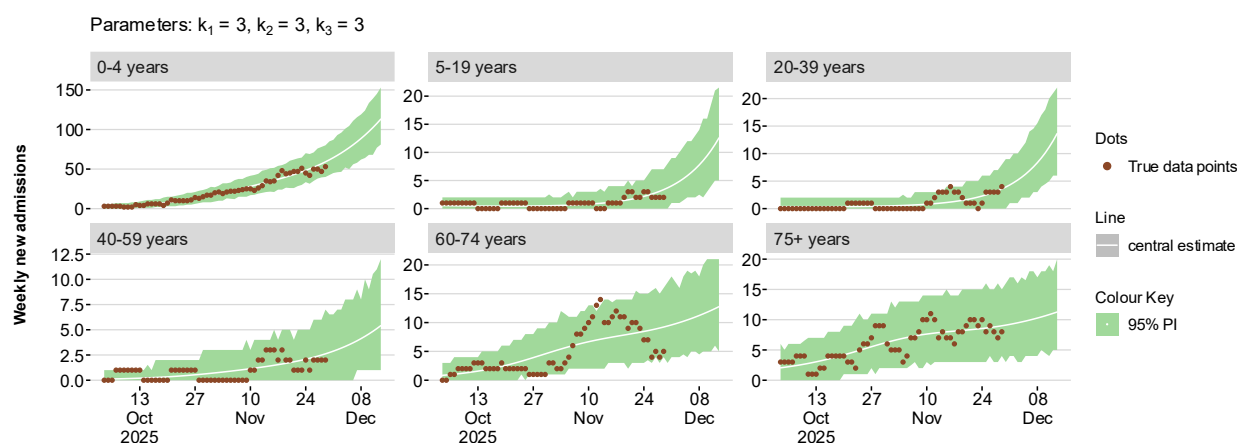 Parameters: k₁ = 3, k₂ = 3, k₃ = 3
Weekly new admissions
0-4 years
150
100
50
0
5-19 years
20
15
10
5
0
20-39 years
20
15
10
5
0
40-59 years
12.5
10.0
7.5
5.0
2.5
0.0
13 27 10 24 08
Oct Nov Dec
2025
60-74 years
20
15
10
5
0
13 27 10 24 08
Oct Nov Dec
2025
75+ years
20
15
10
5
0
13 27 10 24 08
Oct Nov Dec
2025
Dots
True data points
Line
central estimate
Colour Key
95% PI